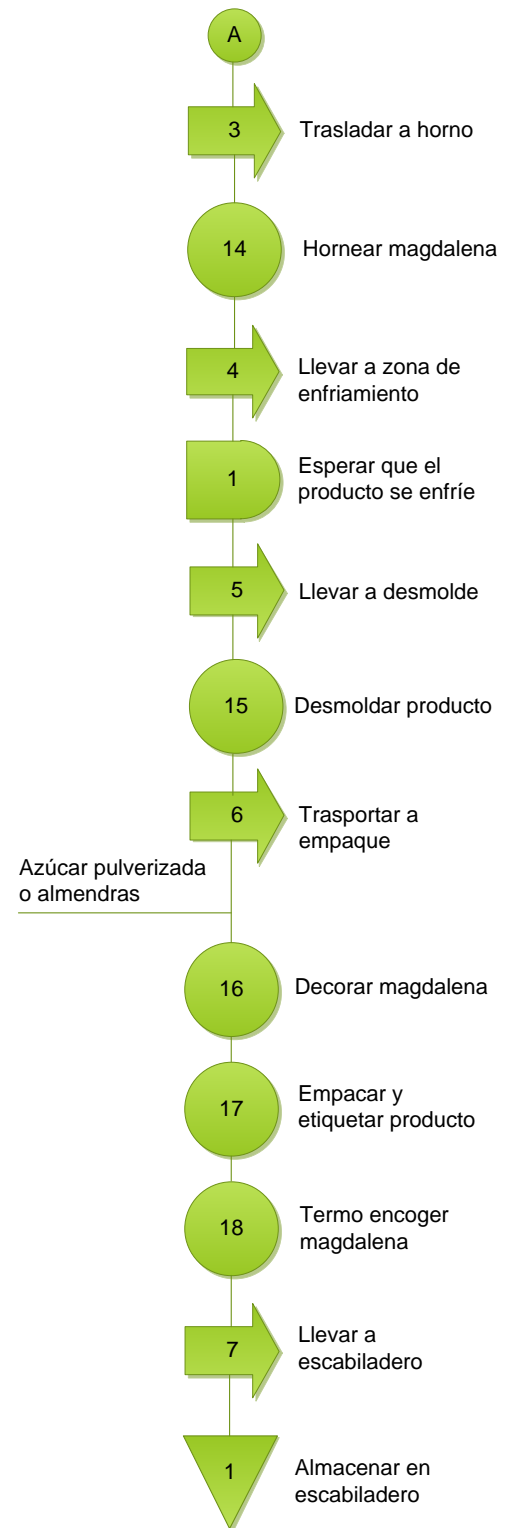 A
3
Trasladar a horno
14
Hornear magdalena
4
Llevar a zona de
enfriamiento
1
Esperar que el
producto se enfríe
5
Llevar a desmolde
15
Desmoldar producto
6
Trasportar a
empaque
Azúcar pulverizada
o almendras
16
Decorar magdalena
17
Empacar y
etiquetar producto
18
Termo encoger
magdalena
7
Llevar a
escabiladero
1
Almacenar en
escabiladero